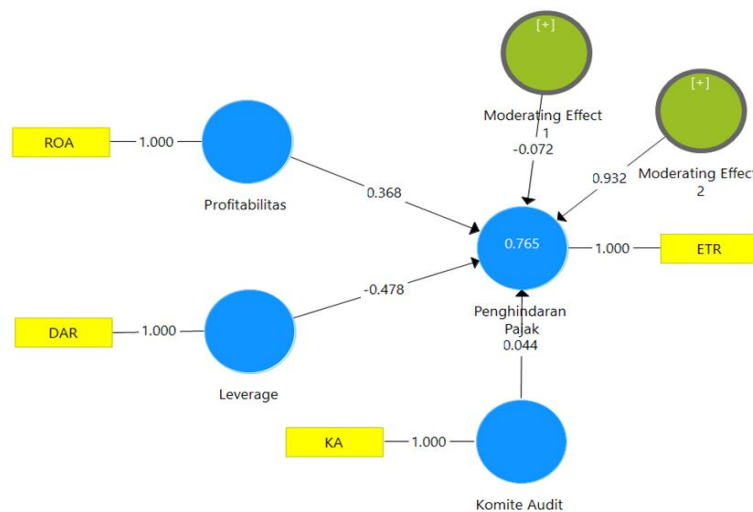 [+]
Moderating Effect
1
-0.072
[+]
Moderating Effect
2
0.932
ROA
1.000
Profitabilitas
0.368
0.765
1.000
ETR
Penghindaran
Pajak
-0.478
DAR
1.000
Leverage
0.044
KA
1.000
Komite Audit